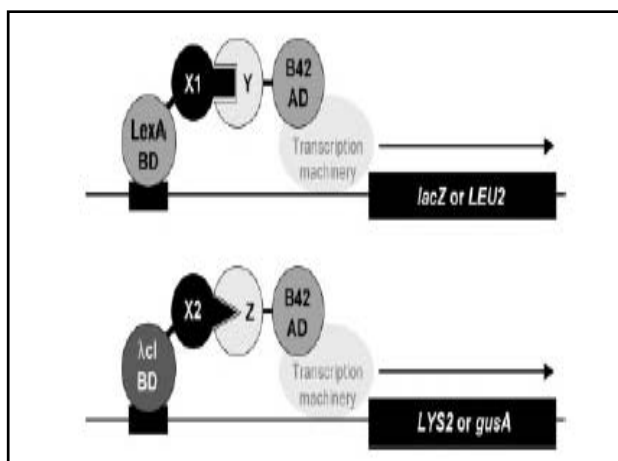 X1
Y
B42
AD
LexA
BD
Transcription
machinery
lacZ or LEU2
X2
Z
B42
AD
λcI
BD
Transcription
machinery
LYS2 or gusA